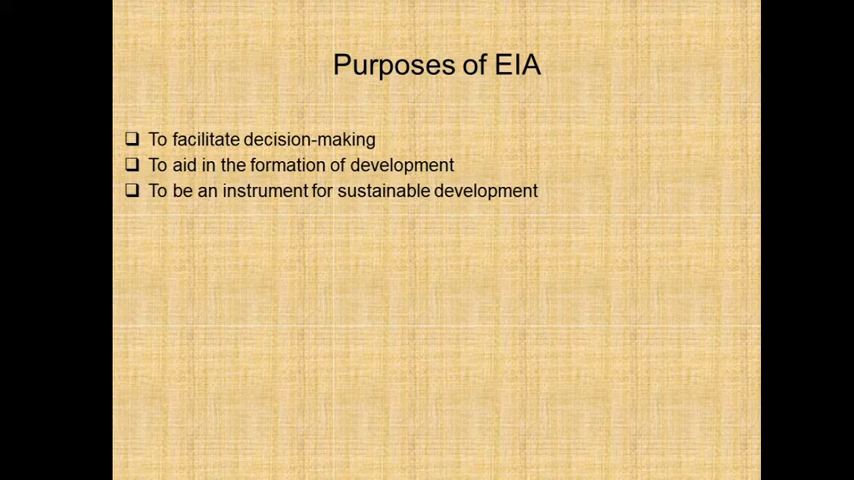 Purposes of EIA
❑ To facilitate decision-making
❑ To aid in the formation of development
❑ To be an instrument for sustainable development